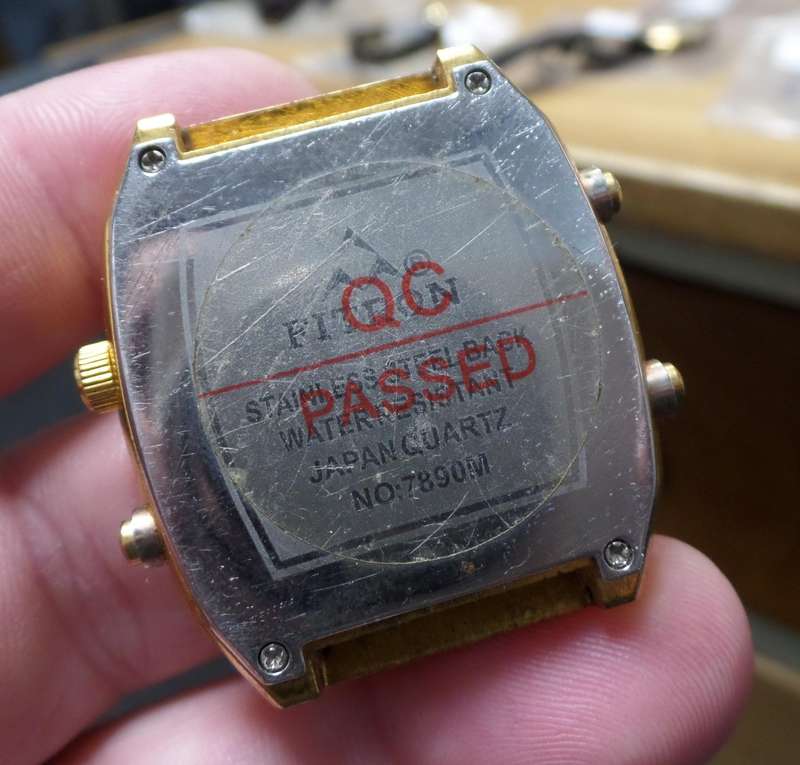 ®
QC
FITRON
STAINLESS STEEL BACK
PASSED
WATER RESISTANT
JAPAN QUARTZ
NO:7890M